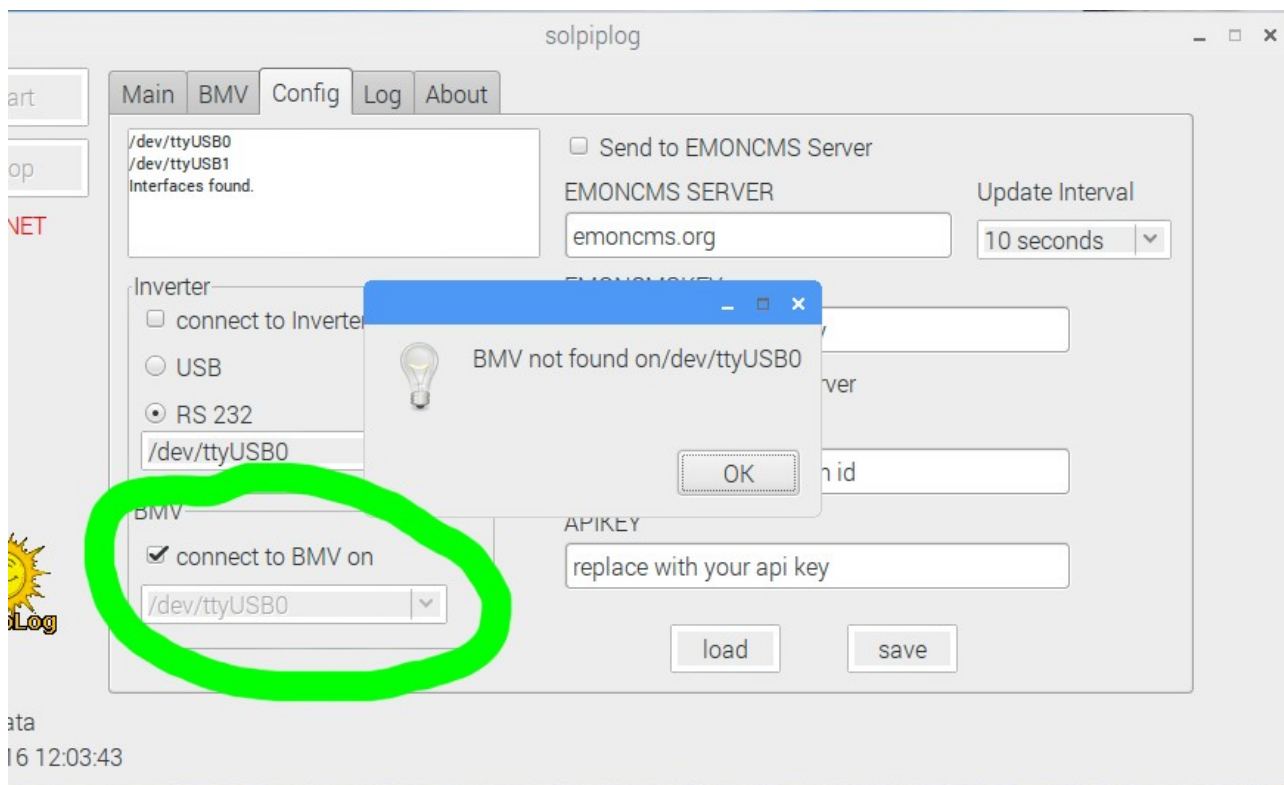 solpiplog
art
Main BMV Config Log About
op
NET
/dev/ttyUSB0
/dev/ttyUSB1
Interfaces found.
Send to EMONCMS Server
EMONCMS SERVER
Update Interval
emoncms.org
10 seconds
Inverter
connect to Inverter
USB
RS 232
/dev/ttyUSB0
BMV not found on/dev/ttyUSB0
OK
rver
n id
BMV
connect to BMV on
/dev/ttyUSB0
APIKEY
replace with your api key
load
save
Log
ata
16 12:03:43